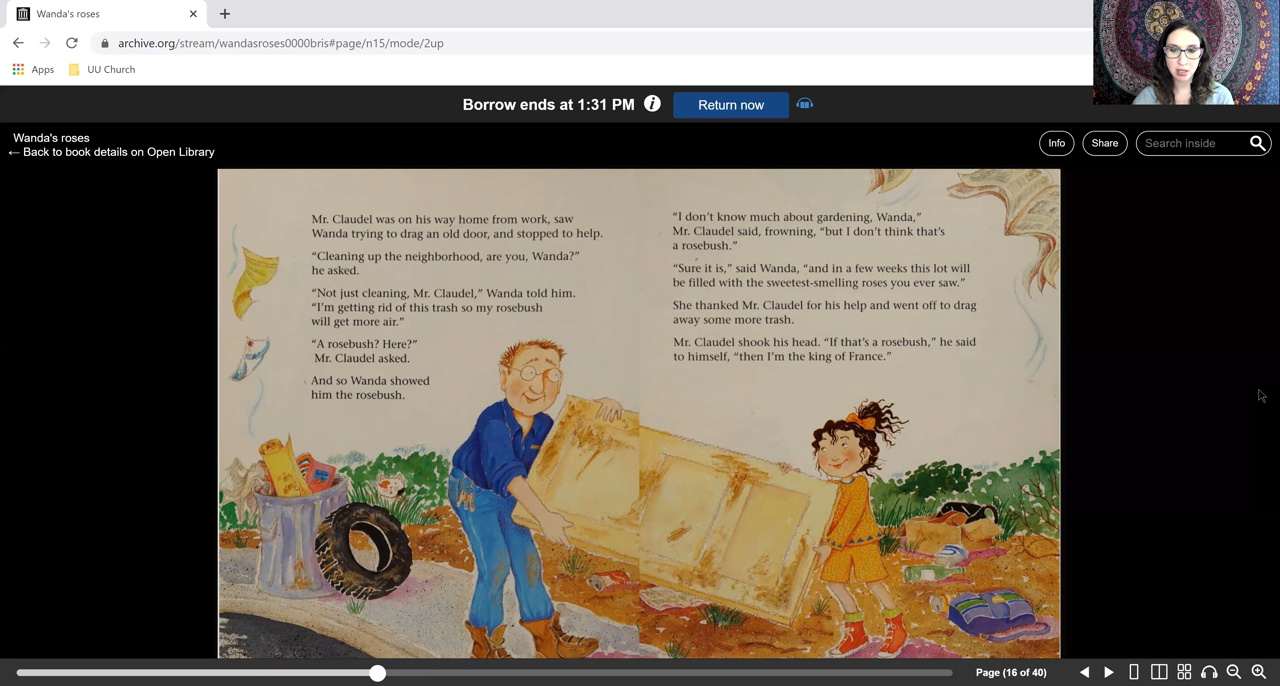 Wanda's roses
archive.org/stream/wandasroses0000bris#page/n15/mode/2up
Apps
UU Church
Borrow ends at 1:31 PM
Return now
Wanda's roses
← Back to book details on Open Library
Info
Share
Search inside
Mr. Claudel was on his way home from work, saw
Wanda trying to drag an old door, and stopped to help.
“Cleaning up the neighborhood, are you, Wanda?”
he asked.
“Not just cleaning, Mr. Claudel,” Wanda told him.
“I’m getting rid of this trash so my rosebush
will get more air.”
“A rosebush? Here?”
Mr. Claudel asked.
And so Wanda showed
him the rosebush.
“I don’t know much about gardening, Wanda,”
Mr. Claudel said, frowning, “but I don’t think that’s
a rosebush.”
“Sure it is,” said Wanda, “and in a few weeks this lot will
be filled with the sweetest-smelling roses you ever saw.”
She thanked Mr. Claudel for his help and went off to drag
away some more trash.
Mr. Claudel shook his head. “If that’s a rosebush,” he said
to himself, “then I’m the king of France.”
Page (16 of 40)